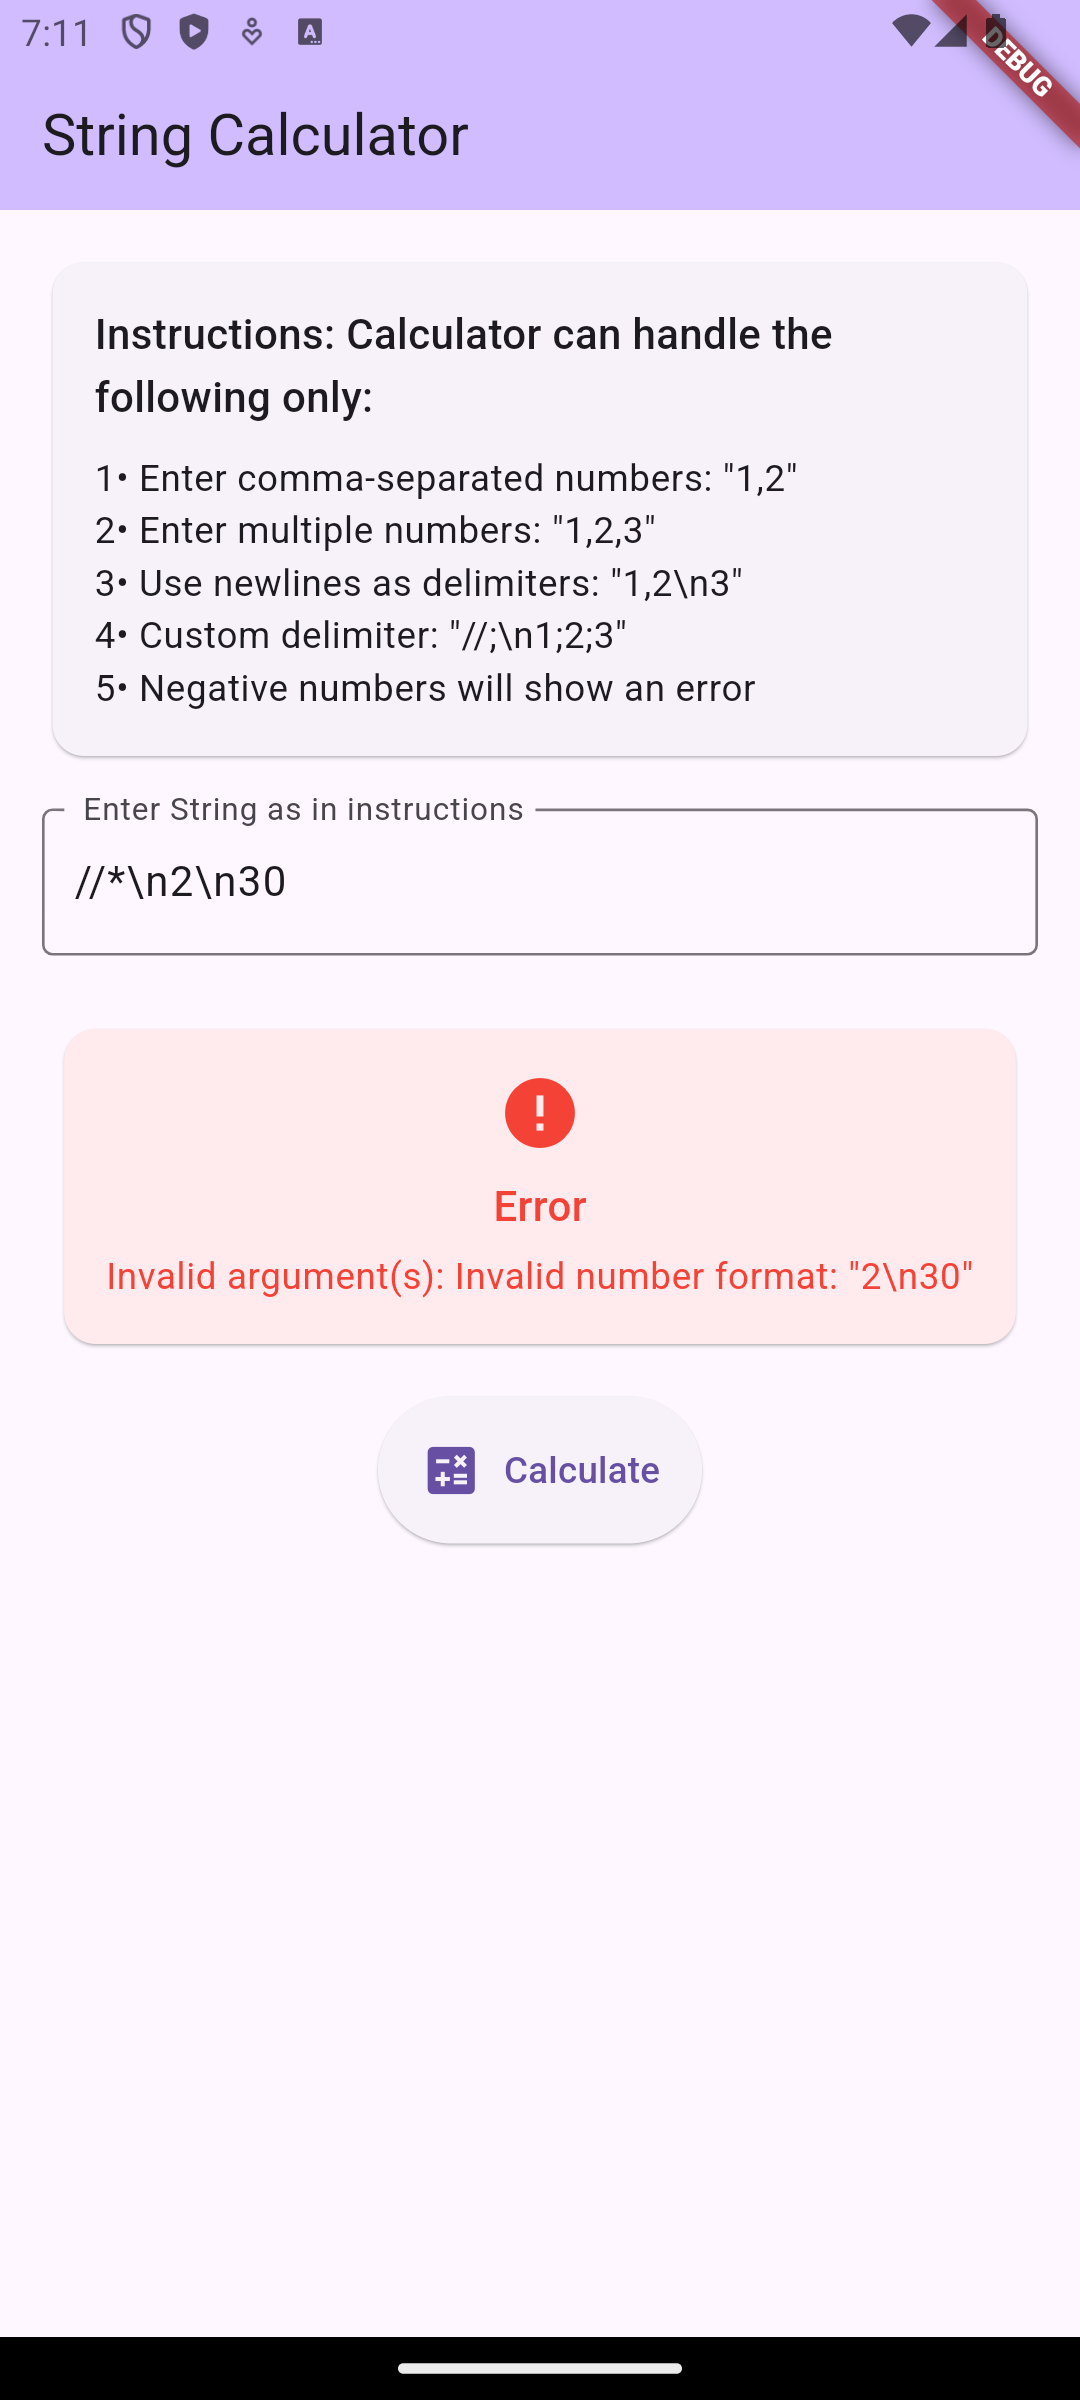 7:11
DEBUG
String Calculator
Instructions: Calculator can handle the
following only:
1• Enter comma-separated numbers: "1,2"
2• Enter multiple numbers: "1,2,3"
3• Use newlines as delimiters: "1,2\n3"
4• Custom delimiter: "//;\n1;2;3"
5• Negative numbers will show an error
Enter String as in instructions
//*\n2\n30
Error
Invalid argument(s): Invalid number format: "2\n30"
Calculate